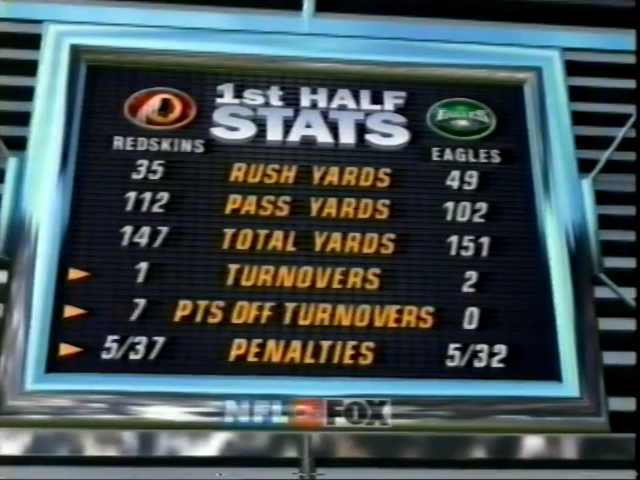 1st HALF
STATS
REDSKINS EAGLES
35 RUSH YARDS 49
112 PASS YARDS 102
147 TOTAL YARDS 151
1 TURNOVERS 2
7 PTS OFF TURNOVERS 0
5/37 PENALTIES 5/32
NFL FOX
EAGLES